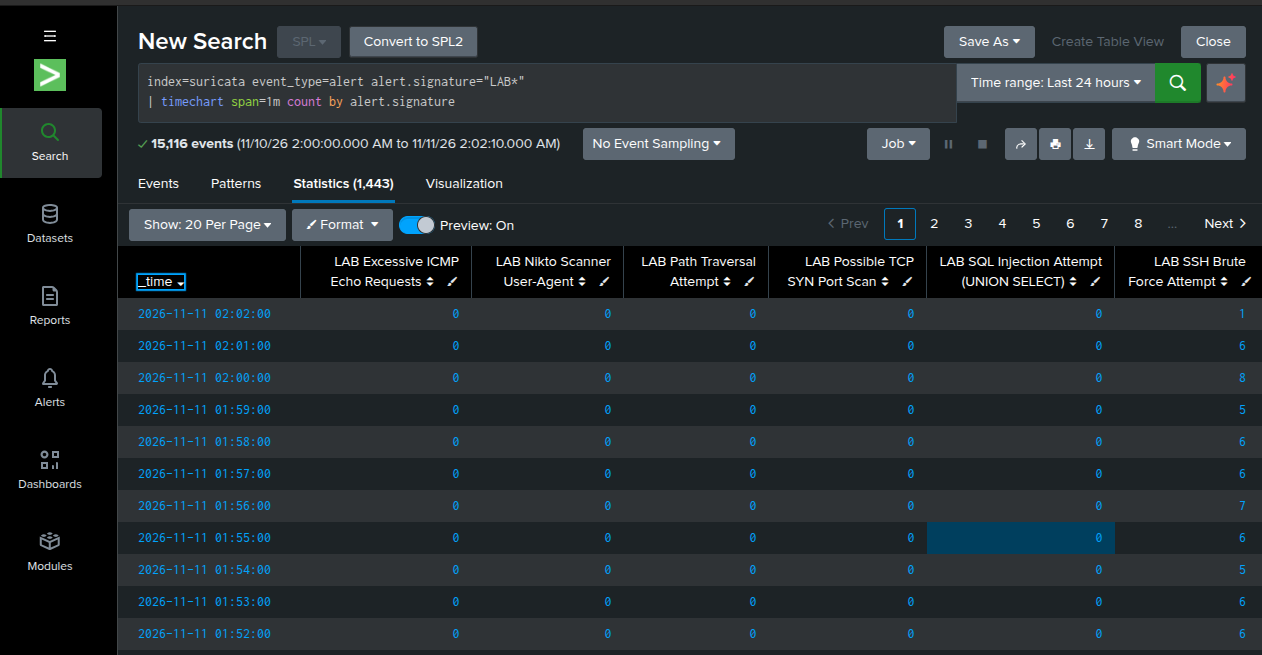 New Search
SPL
Convert to SPL2
Save As
Create Table View
Close
index=suricata event_type=alert alert.signature="LAB*"
| timechart span=1m count by alert.signature
Time range: Last 24 hours
15,116 events (11/10/26 2:00:00.000 AM to 11/11/26 2:02:10.000 AM)
No Event Sampling
Job
Smart Mode
Search
Datasets
Reports
Alerts
Dashboards
Modules
Events
Patterns
Statistics (1,443)
Visualization
Show: 20 Per Page
Format
Preview: On
Prev 1 2 3 4 5 6 7 8 ... Next
_time
LAB Excessive ICMP
Echo Requests
LAB Nikto Scanner
User-Agent
LAB Path Traversal
Attempt
LAB Possible TCP
SYN Port Scan
LAB SQL Injection Attempt
(UNION SELECT)
LAB SSH Brute
Force Attempt
2026-11-11 02:02:00 0 0 0 0 0 1
2026-11-11 02:01:00 0 0 0 0 0 6
2026-11-11 02:00:00 0 0 0 0 0 8
2026-11-11 01:59:00 0 0 0 0 0 5
2026-11-11 01:58:00 0 0 0 0 0 6
2026-11-11 01:57:00 0 0 0 0 0 6
2026-11-11 01:56:00 0 0 0 0 0 7
2026-11-11 01:55:00 0 0 0 0 0 6
2026-11-11 01:54:00 0 0 0 0 0 5
2026-11-11 01:53:00 0 0 0 0 0 6
2026-11-11 01:52:00 0 0 0 0 0 6